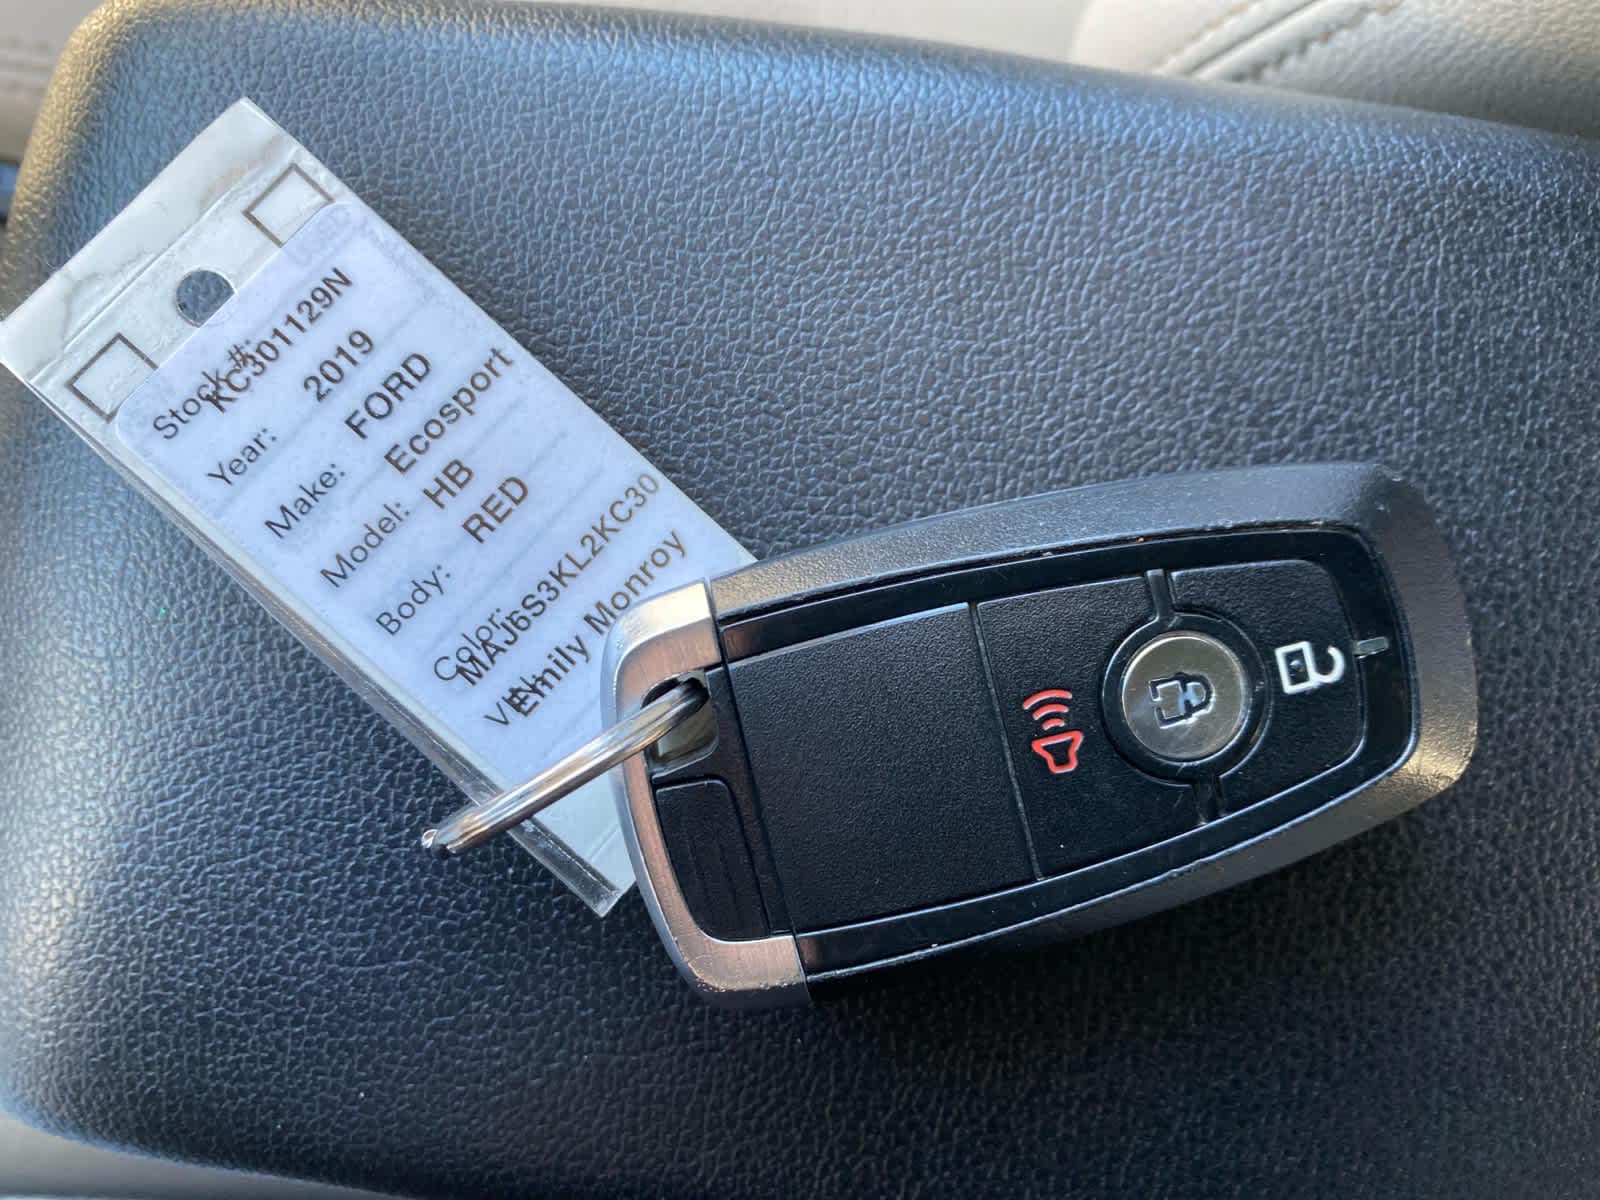 Stock #: KC301129N
Year: 2019
Make: FORD
Model: Ecosport
Body: HB
Color: RED
VIN: MAJ6S3KL2KC30
Emily Monroy